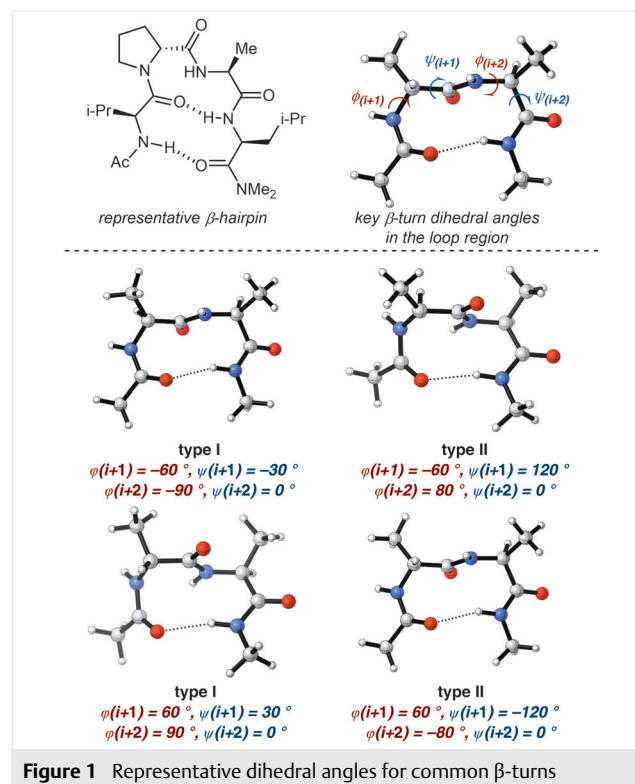 O
Me
HN
N
O
O
i-Pr
HN
i-Pr
N–H
O
Ac
NMe2
representative β-hairpin
ϕ(i+1)
ψ(i+1)
ϕ(i+2)
ψ(i+2)
key β-turn dihedral angles
in the loop region
type I
φ(i+1) = –60 °, ψ(i+1) = –30 °
φ(i+2) = –90 °, ψ(i+2) = 0 °
type II
φ(i+1) = –60 °, ψ(i+1) = 120 °
φ(i+2) = 80 °, ψ(i+2) = 0 °
type I
φ(i+1) = 60 °, ψ(i+1) = 30 °
φ(i+2) = 90 °, ψ(i+2) = 0 °
type II
φ(i+1) = 60 °, ψ(i+1) = –120 °
φ(i+2) = –80 °, ψ(i+2) = 0 °
Figure 1 Representative dihedral angles for common β-turns